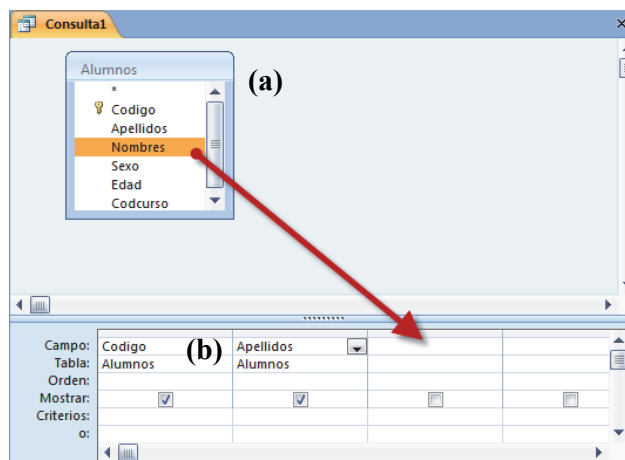 Consulta1
Alumnos
(a)
*
Codigo
Apellidos
Nombres
Sexo
Edad
Codcurso
Campo: Codigo (b) Apellidos
Tabla: Alumnos Alumnos
Orden:
Mostrar:
Criterios:
o: